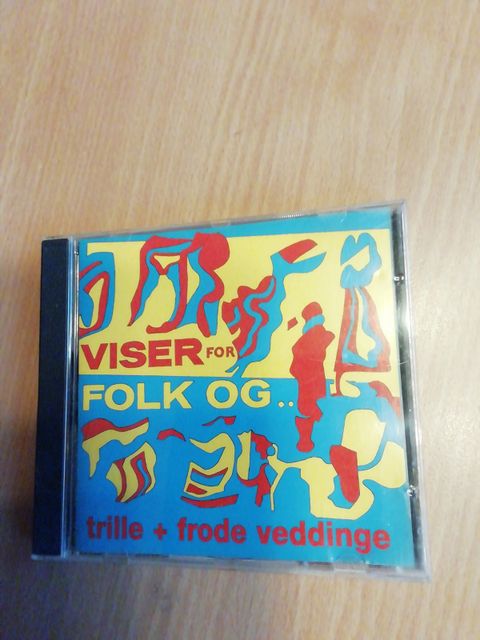 VISER FOR
FOLK OG..
trille + frode veddinge